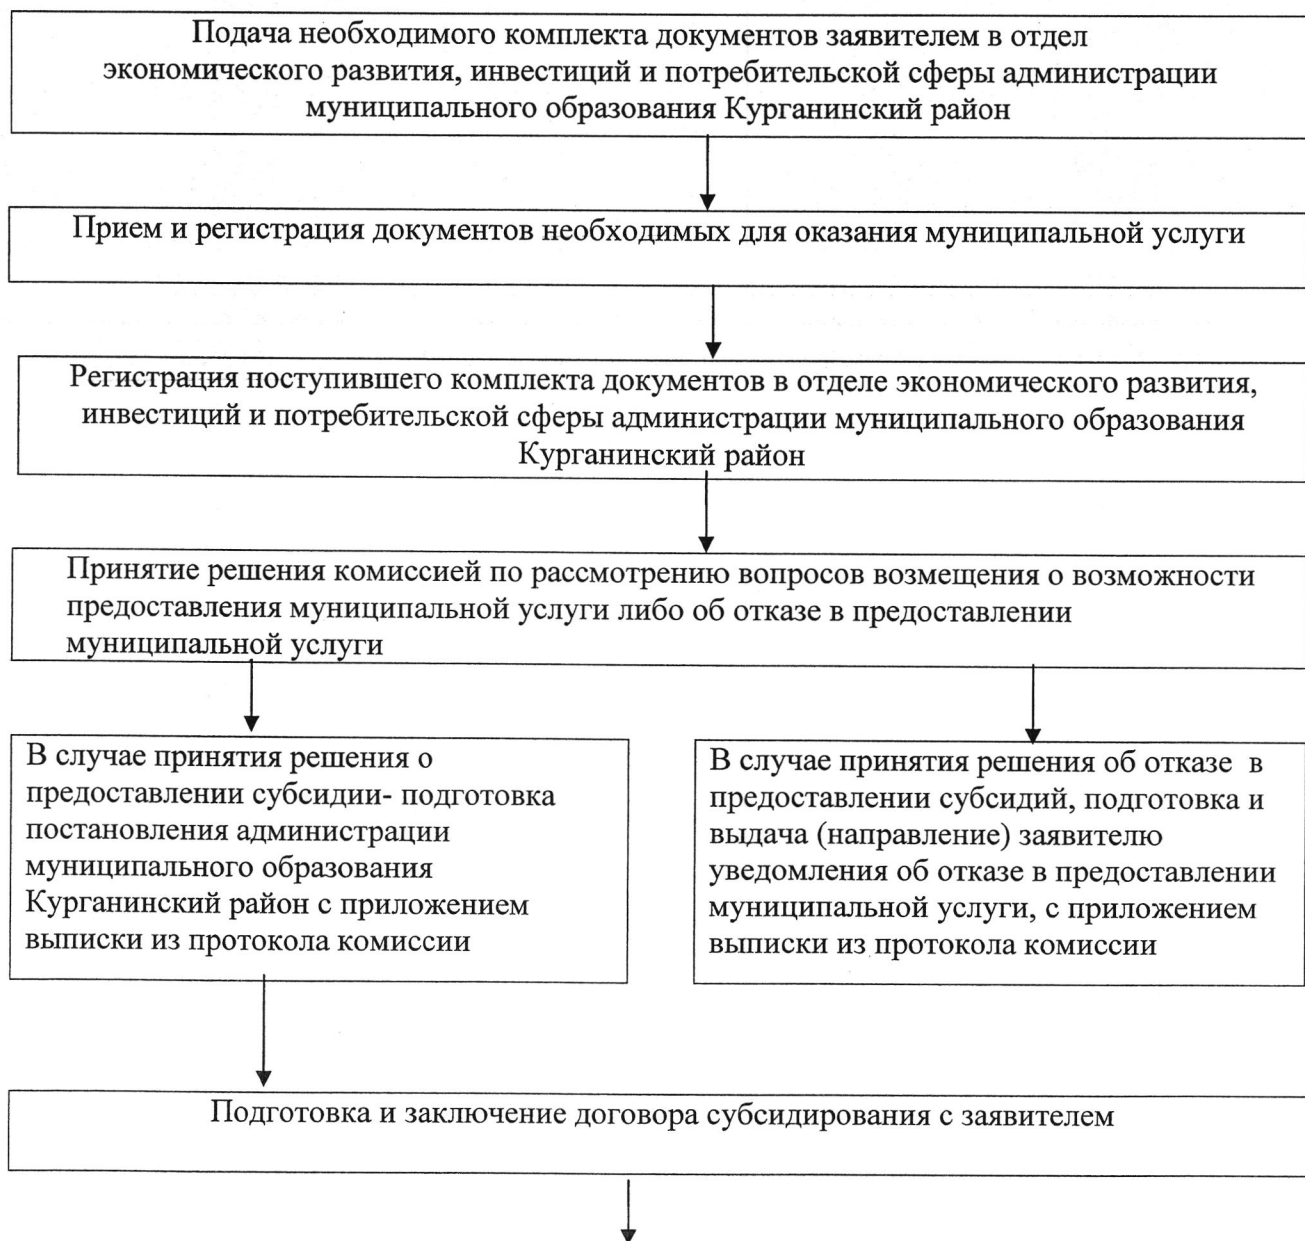 Подача необходимого комплекта документов заявителем в отдел
экономического развития, инвестиций и потребительской сферы администрации
муниципального образования Курганинский район
Прием и регистрация документов необходимых для оказания муниципальной услуги
Регистрация поступившего комплекта документов в отделе экономического развития,
инвестиций и потребительской сферы администрации муниципального образования
Курганинский район
Принятие решения комиссией по рассмотрению вопросов возмещения о возможности
предоставления муниципальной услуги либо об отказе в предоставлении
муниципальной услуги
В случае принятия решения о
предоставлении субсидии- подготовка
постановления администрации
муниципального образования
Курганинский район с приложением
выписки из протокола комиссии
В случае принятия решения об отказе в
предоставлении субсидий, подготовка и
выдача (направление) заявителю
уведомления об отказе в предоставлении
муниципальной услуги, с приложением
выписки из протокола комиссии
Подготовка и заключение договора субсидирования с заявителем